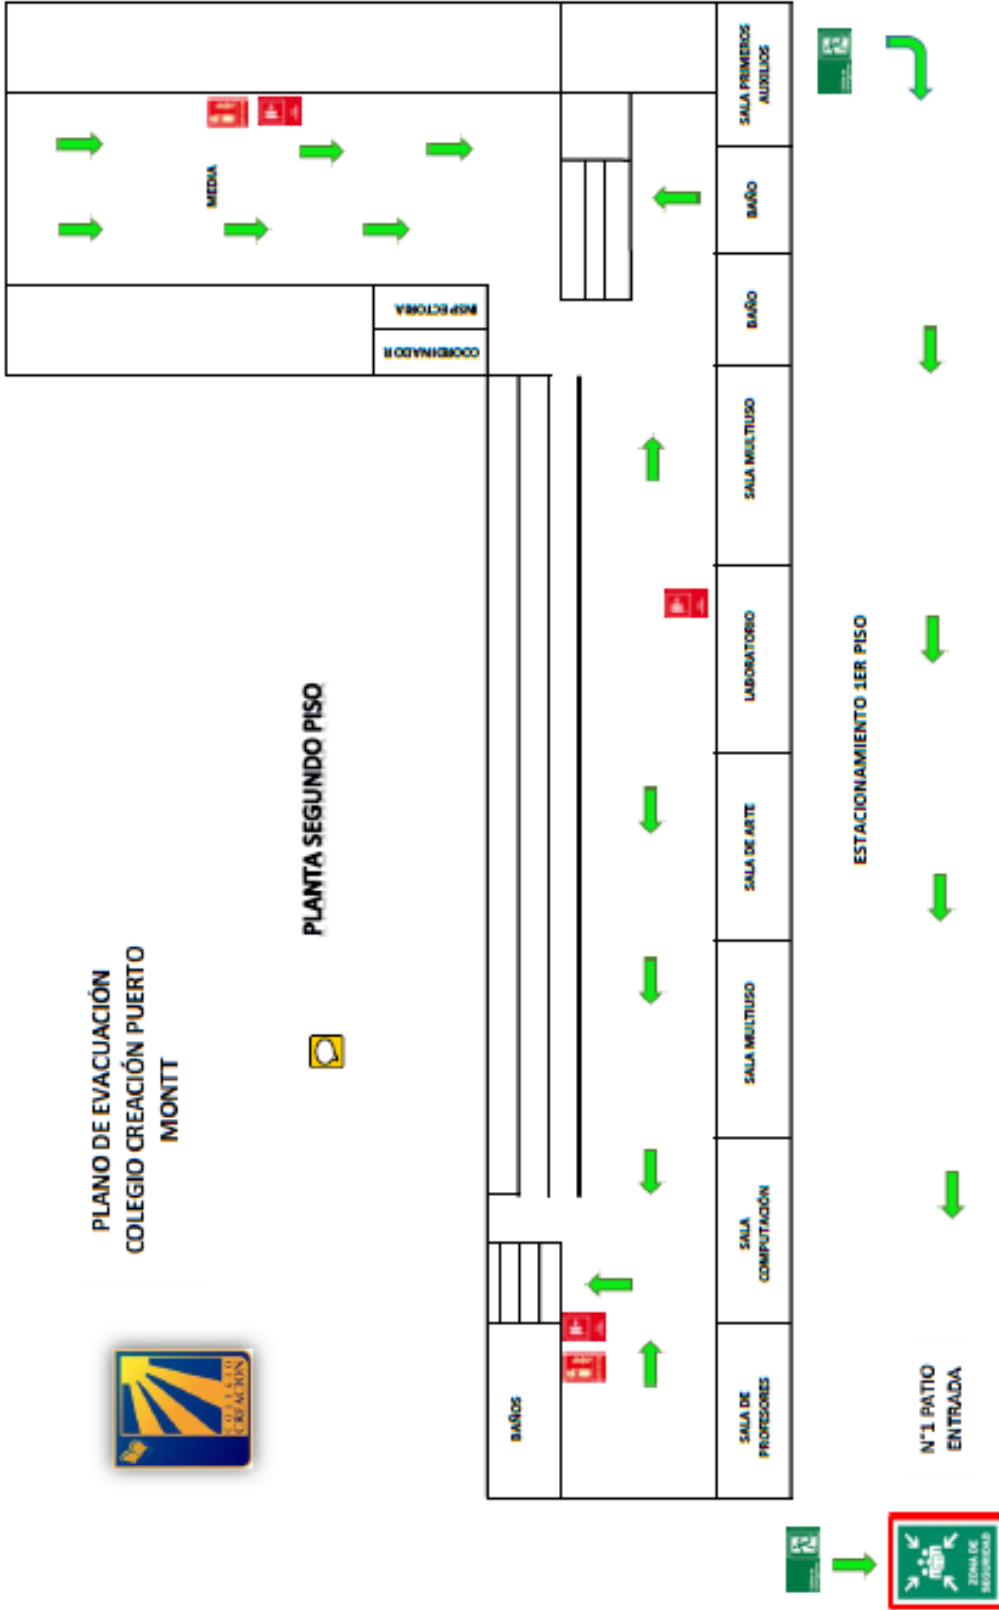 PLANO DE EVACUACIÓN
COLEGIO CREACIÓN PUERTO
MONTT
COLEGIO
CREACION
PLANTA SEGUNDO PISO
MEDIA
INSPECTORIA
COORDINADOR
BAÑOS
SALA DE
PROFESORES
SALA
COMPUTACIÓN
SALA MULTIUSO
SALA DE ARTE
LABORATORIO
SALA MULTIUSO
BAÑO
BAÑO
SALA PRIMEROS
AUXILIOS
ESTACIONAMIENTO 1ER PISO
N°1 PATIO
ENTRADA
ZONA DE
SEGURIDAD